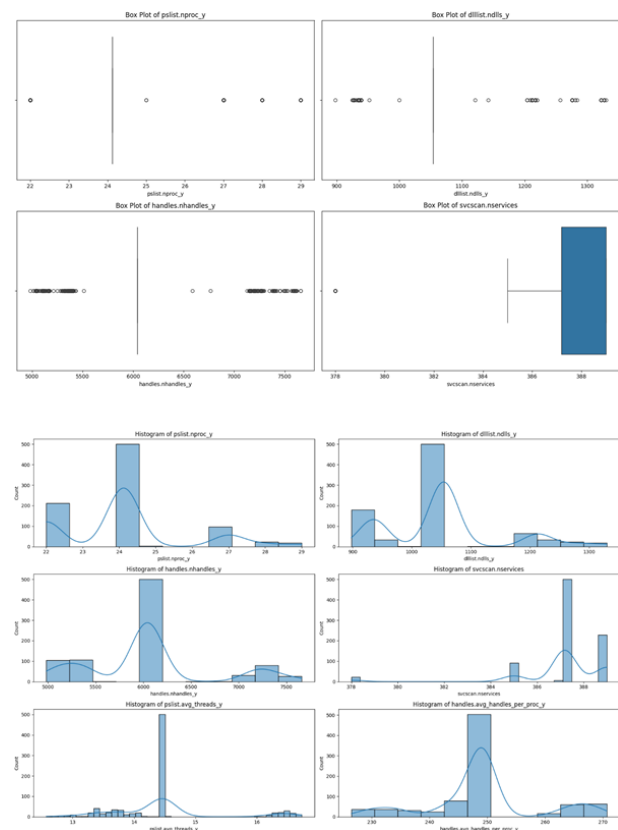 Box Plot of pslist.nproc_y
22 23 24 25 26 27 28 29
pslist.nproc_y
Box Plot of dlllist.ndlls_y
900 1000 1100 1200 1300
dlllist.ndlls_y
Box Plot of handles.nhandles_y
5000 5500 6000 6500 7000 7500
handles.nhandles_y
Box Plot of svcscan.nservices
378 380 382 384 386 388
svcscan.nservices
Histogram of pslist.nproc_y
Count
500
400
300
200
100
0
22 23 24 25 26 27 28 29
pslist.nproc_y
Histogram of dlllist.ndlls_y
Count
500
400
300
200
100
0
900 1000 1100 1200 1300
dlllist.ndlls_y
Histogram of handles.nhandles_y
Count
500
400
300
200
100
0
5000 5500 6000 6500 7000 7500
handles.nhandles_y
Histogram of svcscan.nservices
Count
500
400
300
200
100
0
378 380 382 384 386 388
svcscan.nservices
Histogram of pslist.avg_threads_y
Count
500
400
300
200
100
0
13 14 15 16
pslist.avg_threads_y
Histogram of handles.avg_handles_per_proc_y
Count
500
400
300
200
100
0
230 240 250 260 270
handles.avg_handles_per_proc_y